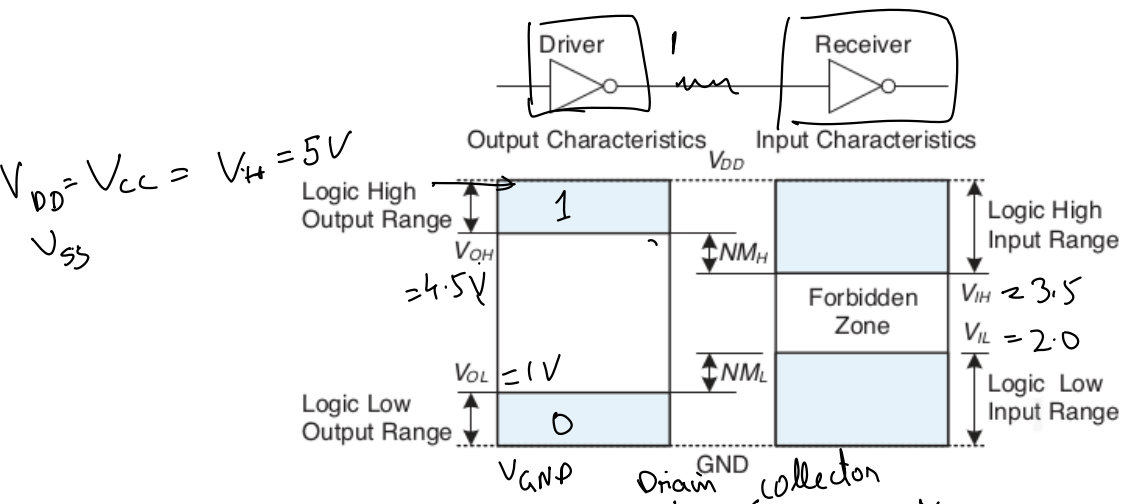 Driver
1
Receiver
Output Characteristics
Input Characteristics
V_DD = V_CC = V_H = 5V
V_SS
V_DD
Logic High
Output Range
1
Logic High
Input Range
V_OH
= 4.5V
NM_H
Forbidden
Zone
V_IH = 3.5
V_IL = 2.0
V_OL = 1V
NM_L
Logic Low
Output Range
0
Logic Low
Input Range
V_GND
GND
Drain
collector